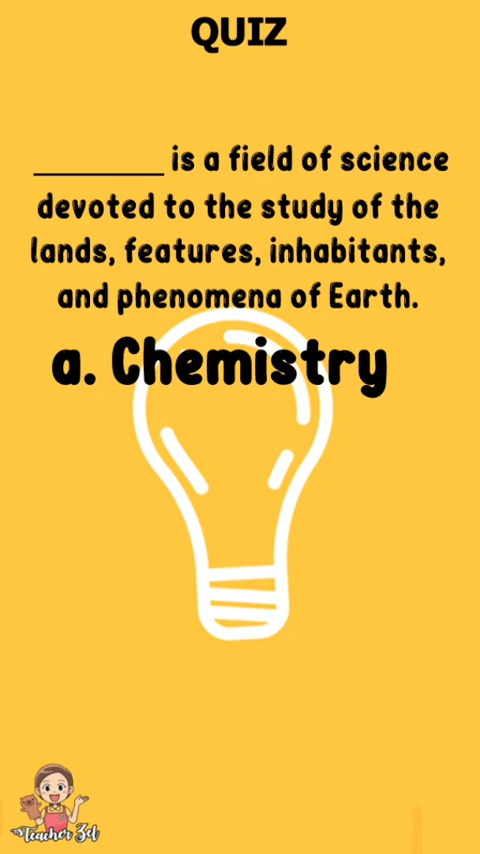 QUIZ
________ is a field of science
devoted to the study of the
lands, features, inhabitants,
and phenomena of Earth.
a. Chemistry
Teacher Zel